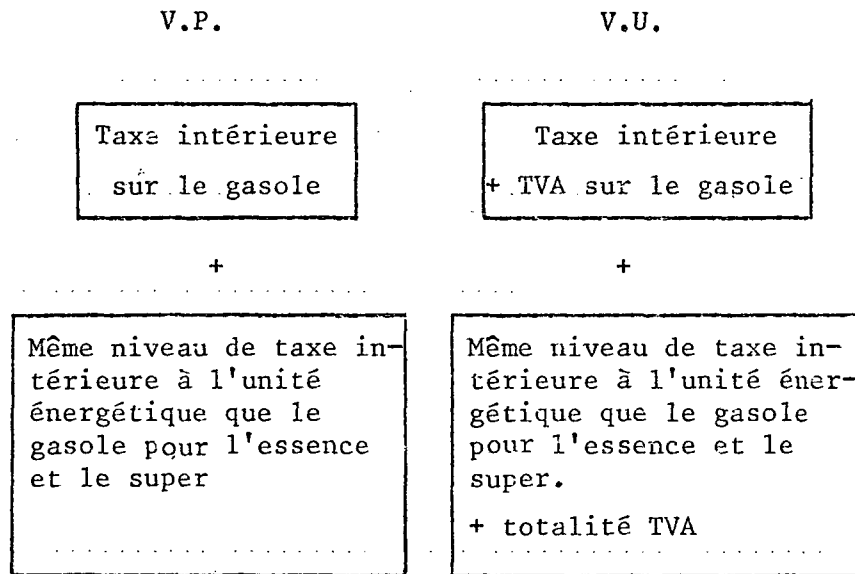 V.P.
V.U.
Taxe intérieure
sur le gasole
Taxe intérieure
+ TVA sur le gasole
+
+
Même niveau de taxe in-
térieure à l'unité
énergétique que le
gasole pour l'essence
et le super
Même niveau de taxe in-
térieure à l'unité éner-
gétique que le gasole
pour l'essence et le
super.
+ totalité TVA